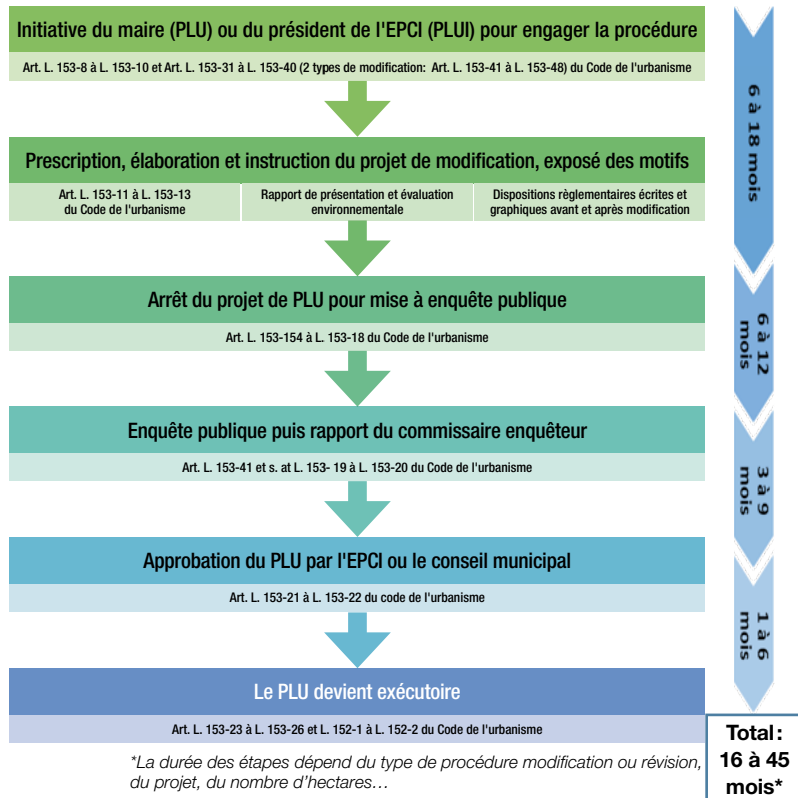 Initiative du maire (PLU) ou du président de l'EPCI (PLUI) pour engager la procédure
Art. L. 153-8 à L. 153-10 et Art. L. 153-31 à L. 153-40 (2 types de modification: Art. L. 153-41 à L. 153-48) du Code de l'urbanisme
6 à 18 mois
Prescription, élaboration et instruction du projet de modification, exposé des motifs
Art. L. 153-11 à L. 153-13
du Code de l'urbanisme
Rapport de présentation et évaluation
environnementale
Dispositions règlementaires écrites et
graphiques avant et après modification
Arrêt du projet de PLU pour mise à enquête publique
Art. L. 153-154 à L. 153-18 du Code de l'urbanisme
6 à 12
mois
Enquête publique puis rapport du commissaire enquêteur
Art. L. 153-41 et s. at L. 153- 19 à L. 153-20 du Code de l'urbanisme
3 à 9
mois
Approbation du PLU par l'EPCI ou le conseil municipal
Art. L. 153-21 à L. 153-22 du code de l'urbanisme
1 à 6
mois
Le PLU devient exécutoire
Art. L. 153-23 à L. 153-26 et L. 152-1 à L. 152-2 du Code de l'urbanisme
*La durée des étapes dépend du type de procédure modification ou révision,
du projet, du nombre d'hectares…
Total :
16 à 45
mois*